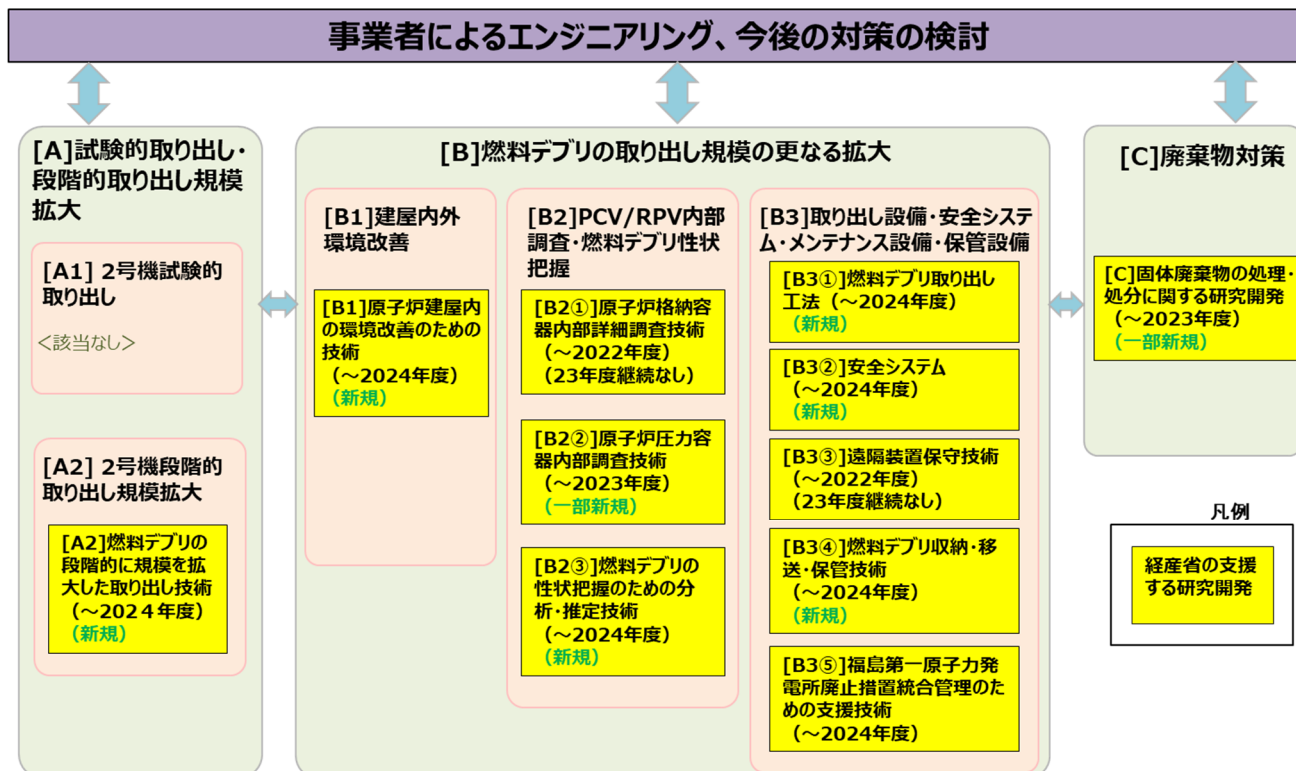 事業者によるエンジニアリング、今後の対策の検討
[A]試験的取り出し・
段階的取り出し規模
拡大
[A1] 2号機試験的
取り出し
＜該当なし＞
[A2] 2号機段階的
取り出し規模拡大
[A2]燃料デブリの
段階的に規模を拡
大した取り出し技術
（～2024年度）
（新規）
[B]燃料デブリの取り出し規模の更なる拡大
[B1]建屋内外
環境改善
[B1]原子炉建屋内
の環境改善のための
技術
（～2024年度）
（新規）
[B2]PCV/RPV内部
調査・燃料デブリ性状
把握
[B2①]原子炉格納容
器内部詳細調査技術
（～2022年度）
（23年度継続なし）
[B2②]原子炉圧力容
器内部調査技術
（～2023年度）
（一部新規）
[B2③]燃料デブリの
性状把握のための分
析・推定技術
（～2024年度）
（新規）
[B3]取り出し設備・安全システ
ム・メンテナンス設備・保管設備
[B3①]燃料デブリ取り出し
工法（～2024年度）
（新規）
[B3②]安全システム
（～2024年度）
（新規）
[B3③]遠隔装置保守技術
（～2022年度）
（23年度継続なし）
[B3④]燃料デブリ収納・移
送・保管技術
（～2024年度）
（新規）
[B3⑤]福島第一原子力発
電所廃止措置統合管理のた
めの支援技術
（～2024年度）
[C]廃棄物対策
[C]固体廃棄物の処理・
処分に関する研究開発
（～2023年度）
（一部新規）
凡例
経産省の支援
する研究開発